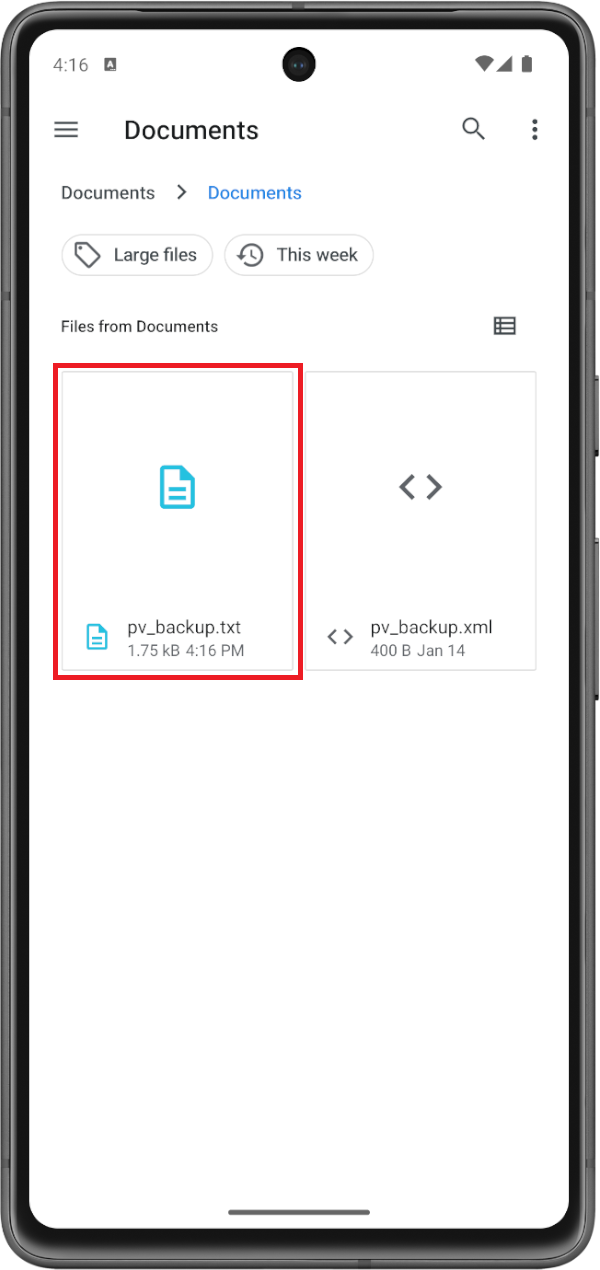 4:16
Documents
Documents > Documents
Large files This week
Files from Documents
pv_backup.txt
1.75 kB 4:16 PM
pv_backup.xml
400 B Jan 14